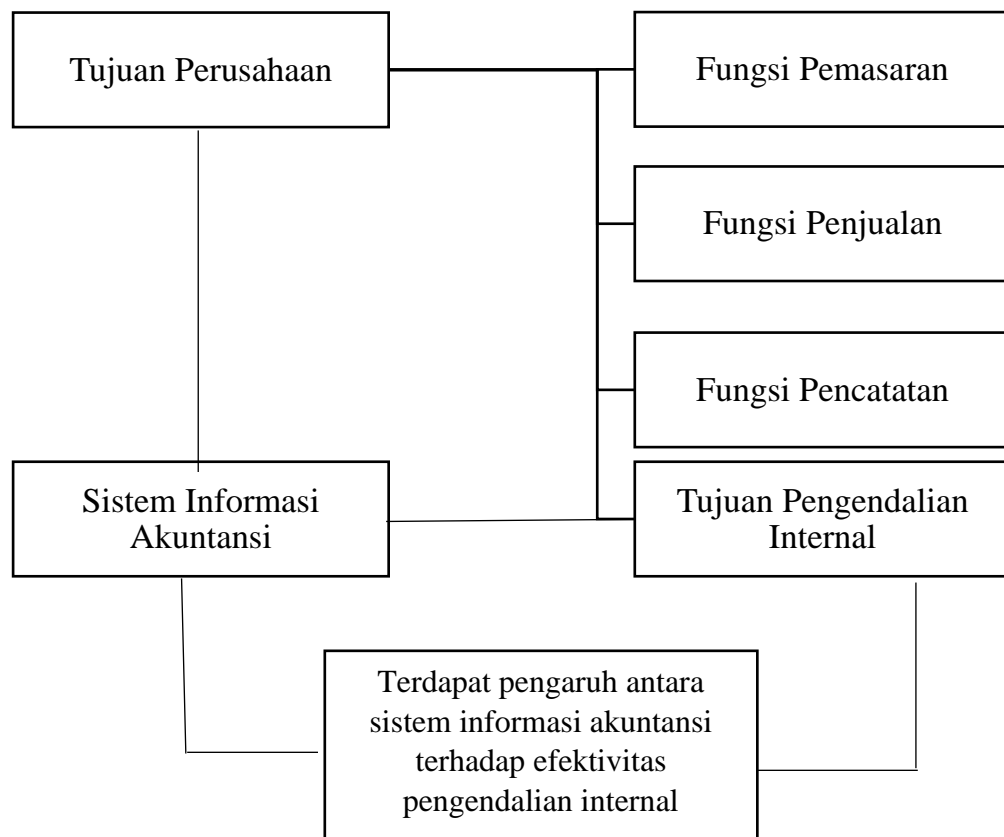 Tujuan Perusahaan
Fungsi Pemasaran
Fungsi Penjualan
Fungsi Pencatatan
Sistem Informasi
Akuntansi
Tujuan Pengendalian
Internal
Terdapat pengaruh antara
sistem informasi akuntansi
terhadap efektivitas
pengendalian internal